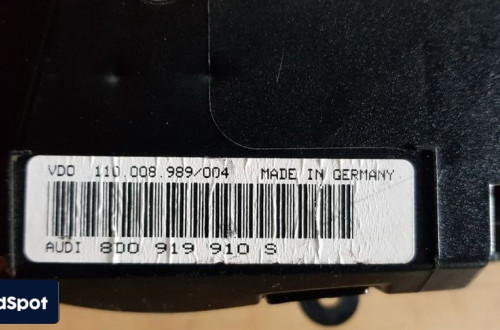 VDO 110.008.989/004 MADE IN GERMANY
AUDI 8D0 919 910 S
dSpot